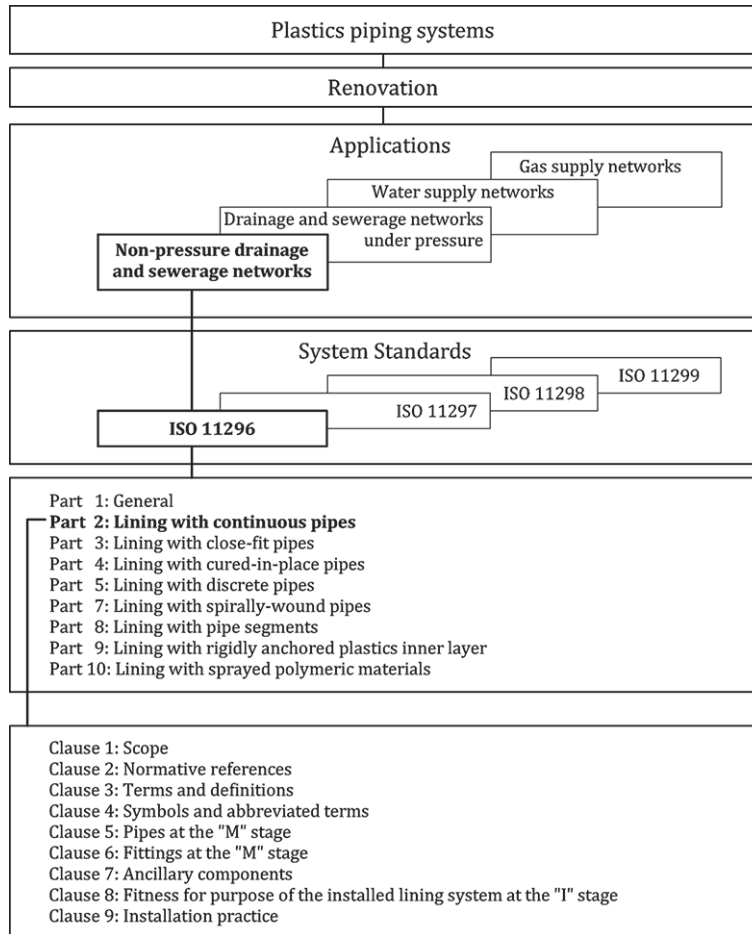 Plastics piping systems
Renovation
Applications
Gas supply networks
Water supply networks
Drainage and sewerage networks
under pressure
Non-pressure drainage
and sewerage networks
System Standards
ISO 11299
ISO 11298
ISO 11297
ISO 11296
Part 1: General
Part 2: Lining with continuous pipes
Part 3: Lining with close-fit pipes
Part 4: Lining with cured-in-place pipes
Part 5: Lining with discrete pipes
Part 7: Lining with spirally-wound pipes
Part 8: Lining with pipe segments
Part 9: Lining with rigidly anchored plastics inner layer
Part 10: Lining with sprayed polymeric materials
Clause 1: Scope
Clause 2: Normative references
Clause 3: Terms and definitions
Clause 4: Symbols and abbreviated terms
Clause 5: Pipes at the "M" stage
Clause 6: Fittings at the "M" stage
Clause 7: Ancillary components
Clause 8: Fitness for purpose of the installed lining system at the "I" stage
Clause 9: Installation practice